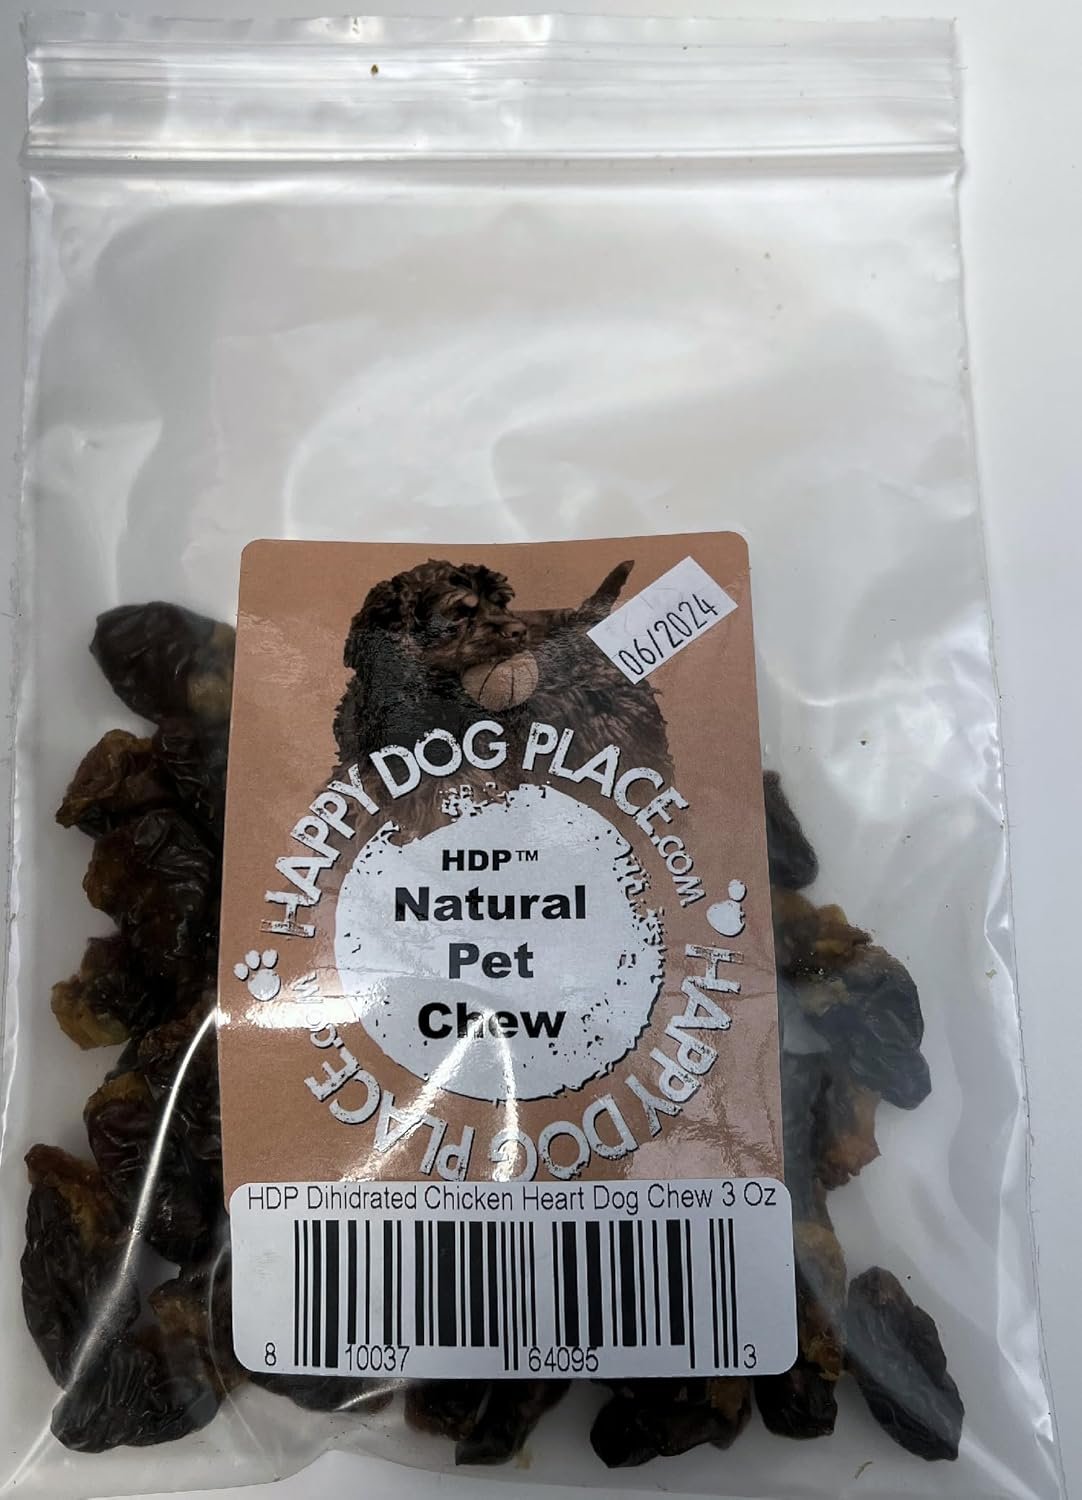 06/2024
HAPPY DOG PLACE.COM
HDP™
Natural
Pet
Chew
HAPPY DOG PLACE.COM
HDP Dihidrated Chicken Heart Dog Chew 3 Oz
8 10037 64095 3